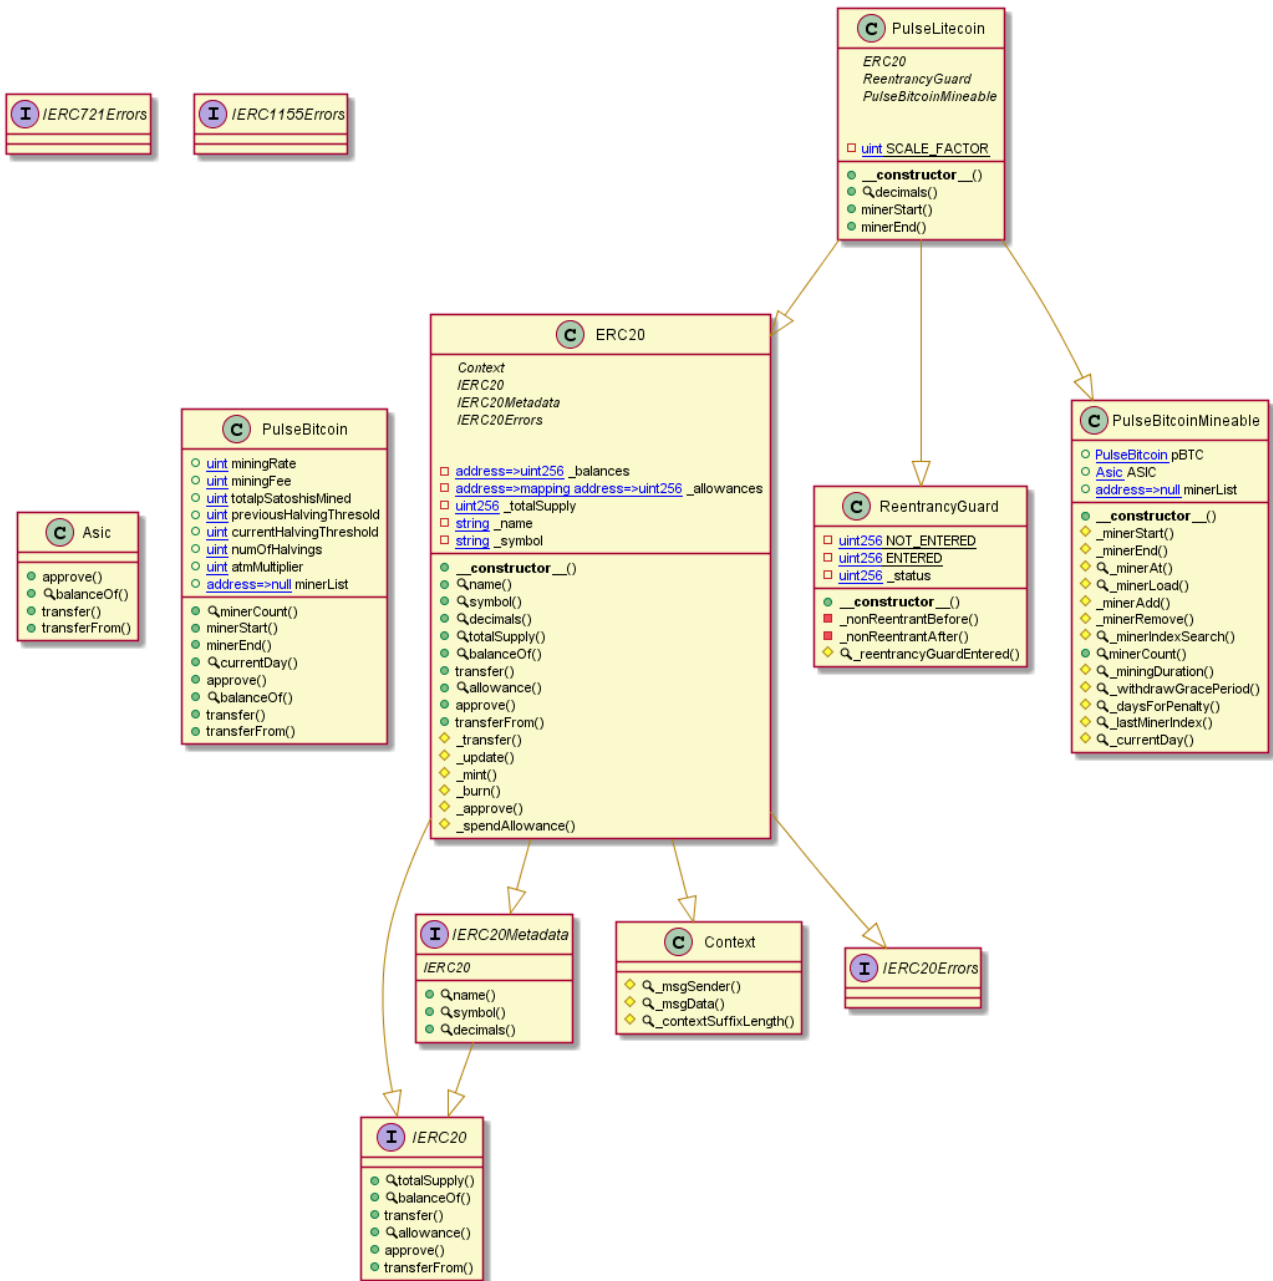 C PulseLitecoin
ERC20
ReentrancyGuard
PulseBitcoinMineable
uint SCALE_FACTOR
__constructor__()
decimals()
minerStart()
minerEnd()
I IERC721Errors
I IERC1155Errors
C ERC20
Context
IERC20
IERC20Metadata
IERC20Errors
address=>uint256 _balances
address=>mapping address=>uint256 _allowances
uint256 _totalSupply
string _name
string _symbol
__constructor__()
name()
symbol()
decimals()
totalSupply()
balanceOf()
transfer()
allowance()
approve()
transferFrom()
_transfer()
_update()
_mint()
_burn()
_approve()
_spendAllowance()
C PulseBitcoin
uint miningRate
uint miningFee
uint totalpSatoshisMined
uint previousHalvingThresold
uint currentHalvingThreshold
uint numOfHalvings
uint atmMultiplier
address=>null minerList
minerCount()
minerStart()
minerEnd()
currentDay()
approve()
balanceOf()
transfer()
transferFrom()
C Asic
approve()
balanceOf()
transfer()
transferFrom()
C ReentrancyGuard
uint256 NOT_ENTERED
uint256 ENTERED
uint256 _status
__constructor__()
_nonReentrantBefore()
_nonReentrantAfter()
_reentrancyGuardEntered()
C PulseBitcoinMineable
PulseBitcoin pBTC
Asic ASIC
address=>null minerList
__constructor__()
_minerStart()
_minerEnd()
_minerAt()
_minerLoad()
_minerAdd()
_minerRemove()
_minerIndexSearch()
minerCount()
_miningDuration()
_withdrawGracePeriod()
_daysForPenalty()
_lastMinerIndex()
_currentDay()
I IERC20Metadata
IERC20
name()
symbol()
decimals()
C Context
_msgSender()
_msgData()
_contextSuffixLength()
I IERC20Errors
I IERC20
totalSupply()
balanceOf()
transfer()
allowance()
approve()
transferFrom()